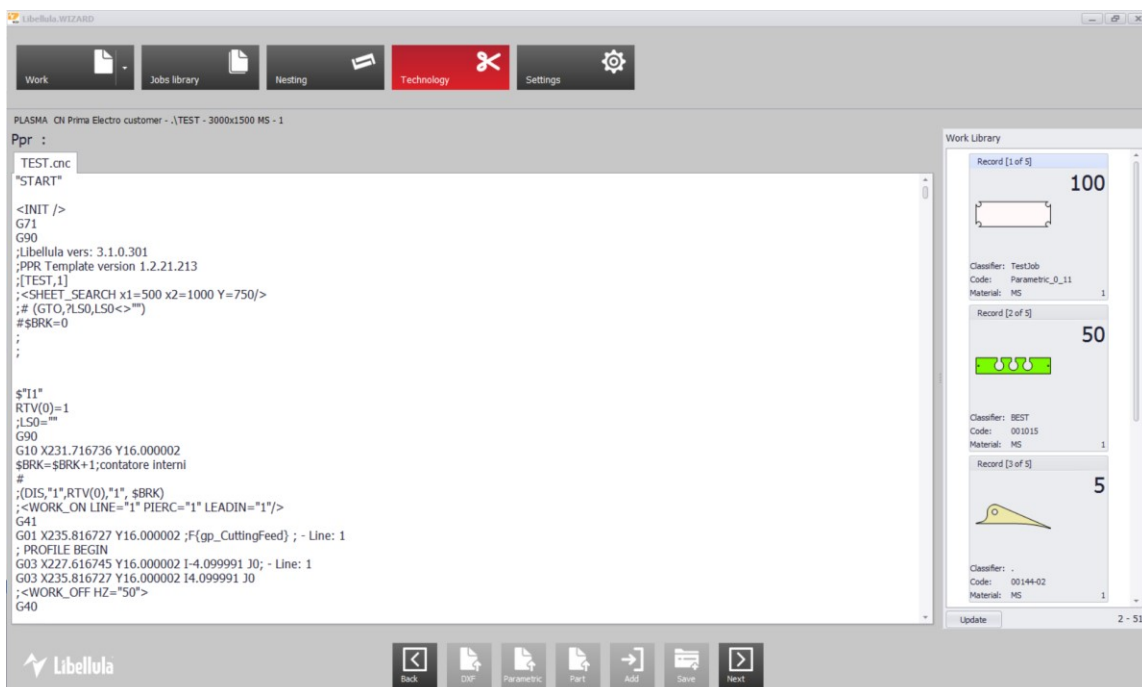 Libellula.WIZARD
Work
Jobs library
Nesting
Technology
Settings
PLASMA CN Prima Electro customer - .\TEST - 3000x1500 MS - 1
Ppr :
TEST.cnc
"START"
<INIT />
G71
G90
;Libellula vers: 3.1.0.301
;PPR Template version 1.2.21.213
;[TEST,1]
;<SHEET_SEARCH x1=500 x2=1000 Y=750/>
;# (GTO,?LS0,LS0<>"")
#$BRK=0
;
;
$"I1"
RTV(0)=1
;LS0=""
G90
G10 X231.716736 Y16.000002
$BRK=$BRK+1;contatore interni
#
;(DIS,"1",RTV(0),"1", $BRK)
;<WORK_ON LINE="1" PIERC="1" LEADIN="1"/>
G41
G01 X235.816727 Y16.000002 ;F{gp_CuttingFeed} ; - Line: 1
; PROFILE BEGIN
G03 X227.616745 Y16.000002 I-4.099991 J0; - Line: 1
G03 X235.816727 Y16.000002 I4.099991 J0
;<WORK_OFF HZ="50">
G40
Work Library
Record [1 of 5]
100
Classifier: TestJob
Code: Parametric_0_11
Material: MS 1
Record [2 of 5]
50
Classifier: BEST
Code: 001015
Material: MS 1
Record [3 of 5]
5
Classifier: .
Code: 00144-02
Material: MS 1
Update
2 - 51
Libellula
Back
DXF
Parametric
Part
Add
Save
Next